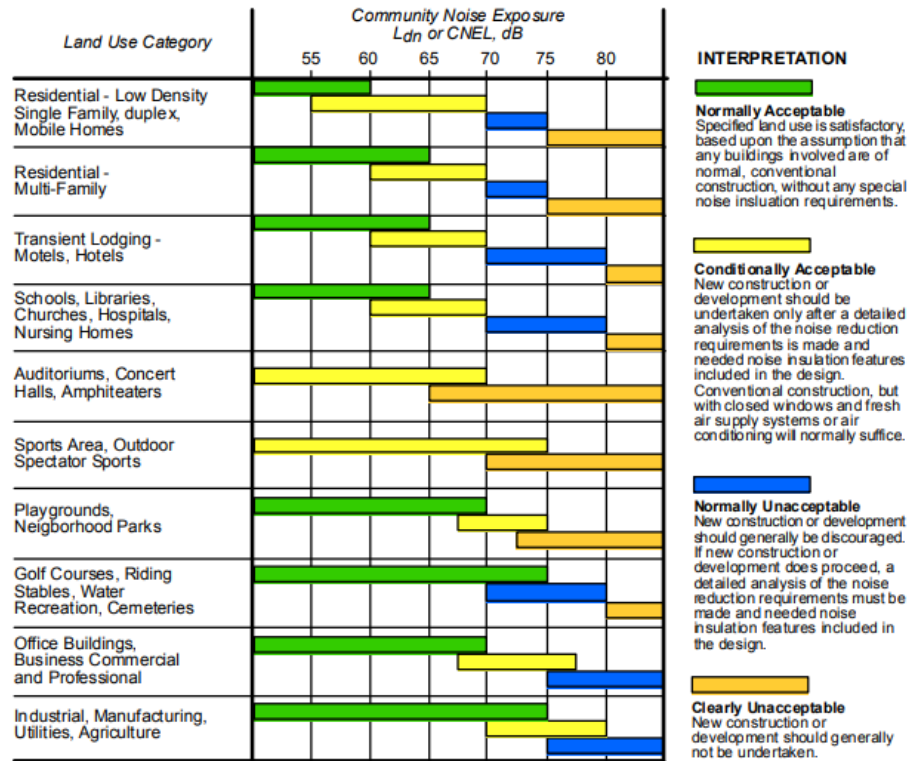 Land Use Category
Community Noise Exposure
Ldn or CNEL, dB
55 60 65 70 75 80
Residential - Low Density
Single Family, duplex,
Mobile Homes
Residential -
Multi-Family
Transient Lodging -
Motels, Hotels
Schools, Libraries,
Churches, Hospitals,
Nursing Homes
Auditoriums, Concert
Halls, Amphiteaters
Sports Area, Outdoor
Spectator Sports
Playgrounds,
Neigborhood Parks
Golf Courses, Riding
Stables, Water
Recreation, Cemeteries
Office Buildings,
Business Commercial
and Professional
Industrial, Manufacturing,
Utilities, Agriculture
INTERPRETATION
Normally Acceptable
Specified land use is satisfactory,
based upon the assumption that
any buildings involved are of
normal, conventional
construction, without any special
noise insluation requirements.
Conditionally Acceptable
New construction or
development should be
undertaken only after a detailed
analysis of the noise reduction
requirements is made and
needed noise insulation features
included in the design.
Conventional construction, but
with closed windows and fresh
air supply systems or air
conditioning will normally suffice.
Normally Unacceptable
New construction or development
should generally be discouraged.
If new construction or
development does proceed, a
detailed analysis of the noise
reduction requirements must be
made and needed noise
insulation features included in
the design.
Clearly Unacceptable
New construction or
development should generally
not be undertaken.